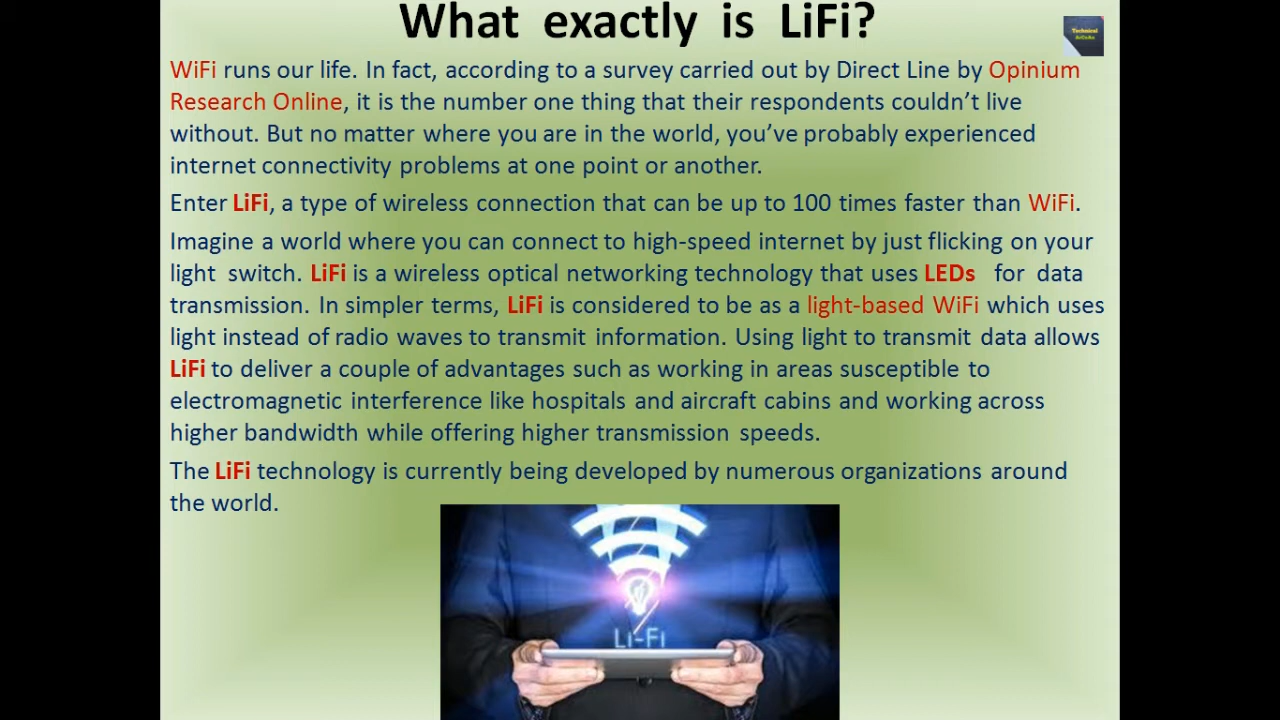 What exactly is LiFi?
Technical
WiFi runs our life. In fact, according to a survey carried out by Direct Line by Opinium
Research Online, it is the number one thing that their respondents couldn't live
without. But no matter where you are in the world, you've probably experienced
internet connectivity problems at one point or another.
Enter LiFi, a type of wireless connection that can be up to 100 times faster than WiFi.
Imagine a world where you can connect to high-speed internet by just flicking on your
light switch. LiFi is a wireless optical networking technology that uses LEDs for data
transmission. In simpler terms, LiFi is considered to be as a light-based WiFi which uses
light instead of radio waves to transmit information. Using light to transmit data allows
LiFi to deliver a couple of advantages such as working in areas susceptible to
electromagnetic interference like hospitals and aircraft cabins and working across
higher bandwidth while offering higher transmission speeds.
The LiFi technology is currently being developed by numerous organizations around
the world.
Li-Fi